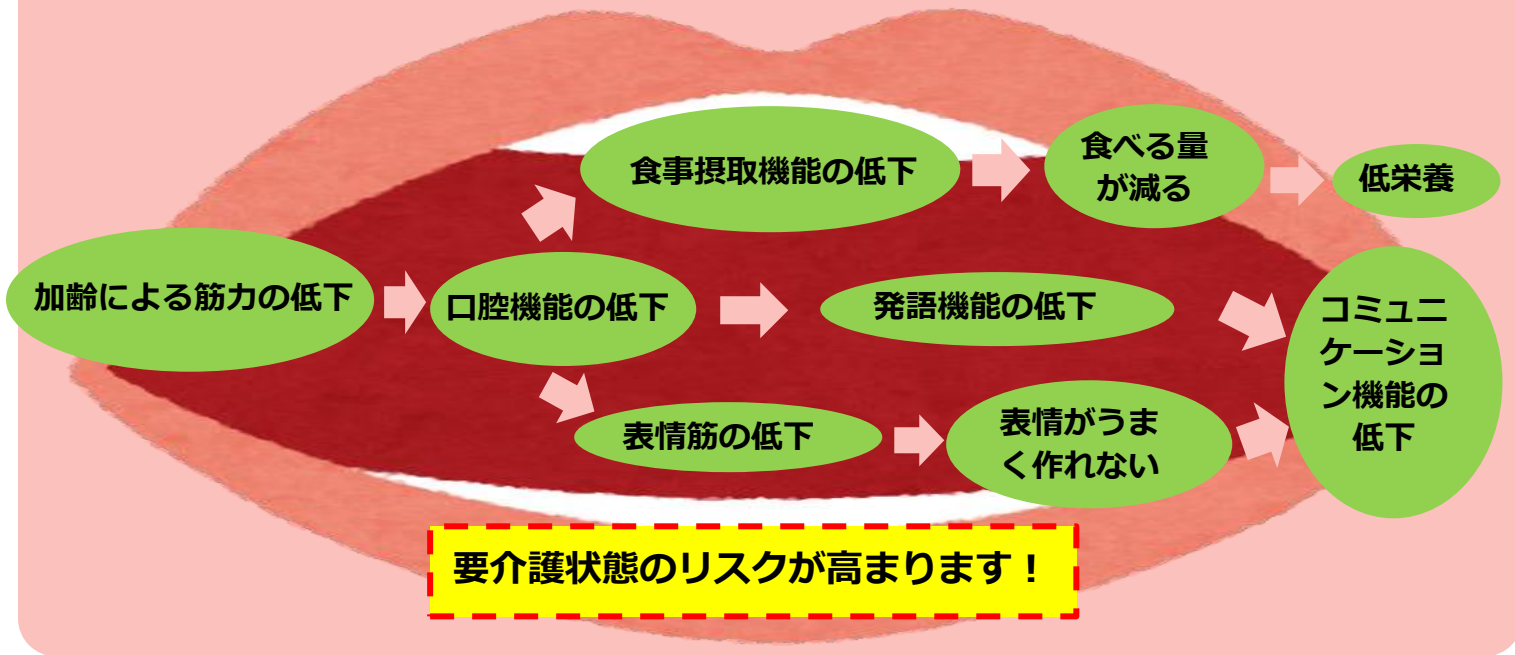 食事摂取機能の低下
食べる量
が減る
低栄養
加齢による筋力の低下
口腔機能の低下
発語機能の低下
コミュニ
ケーショ
ン機能の
低下
表情筋の低下
表情がうま
く作れない
要介護状態のリスクが高まります！